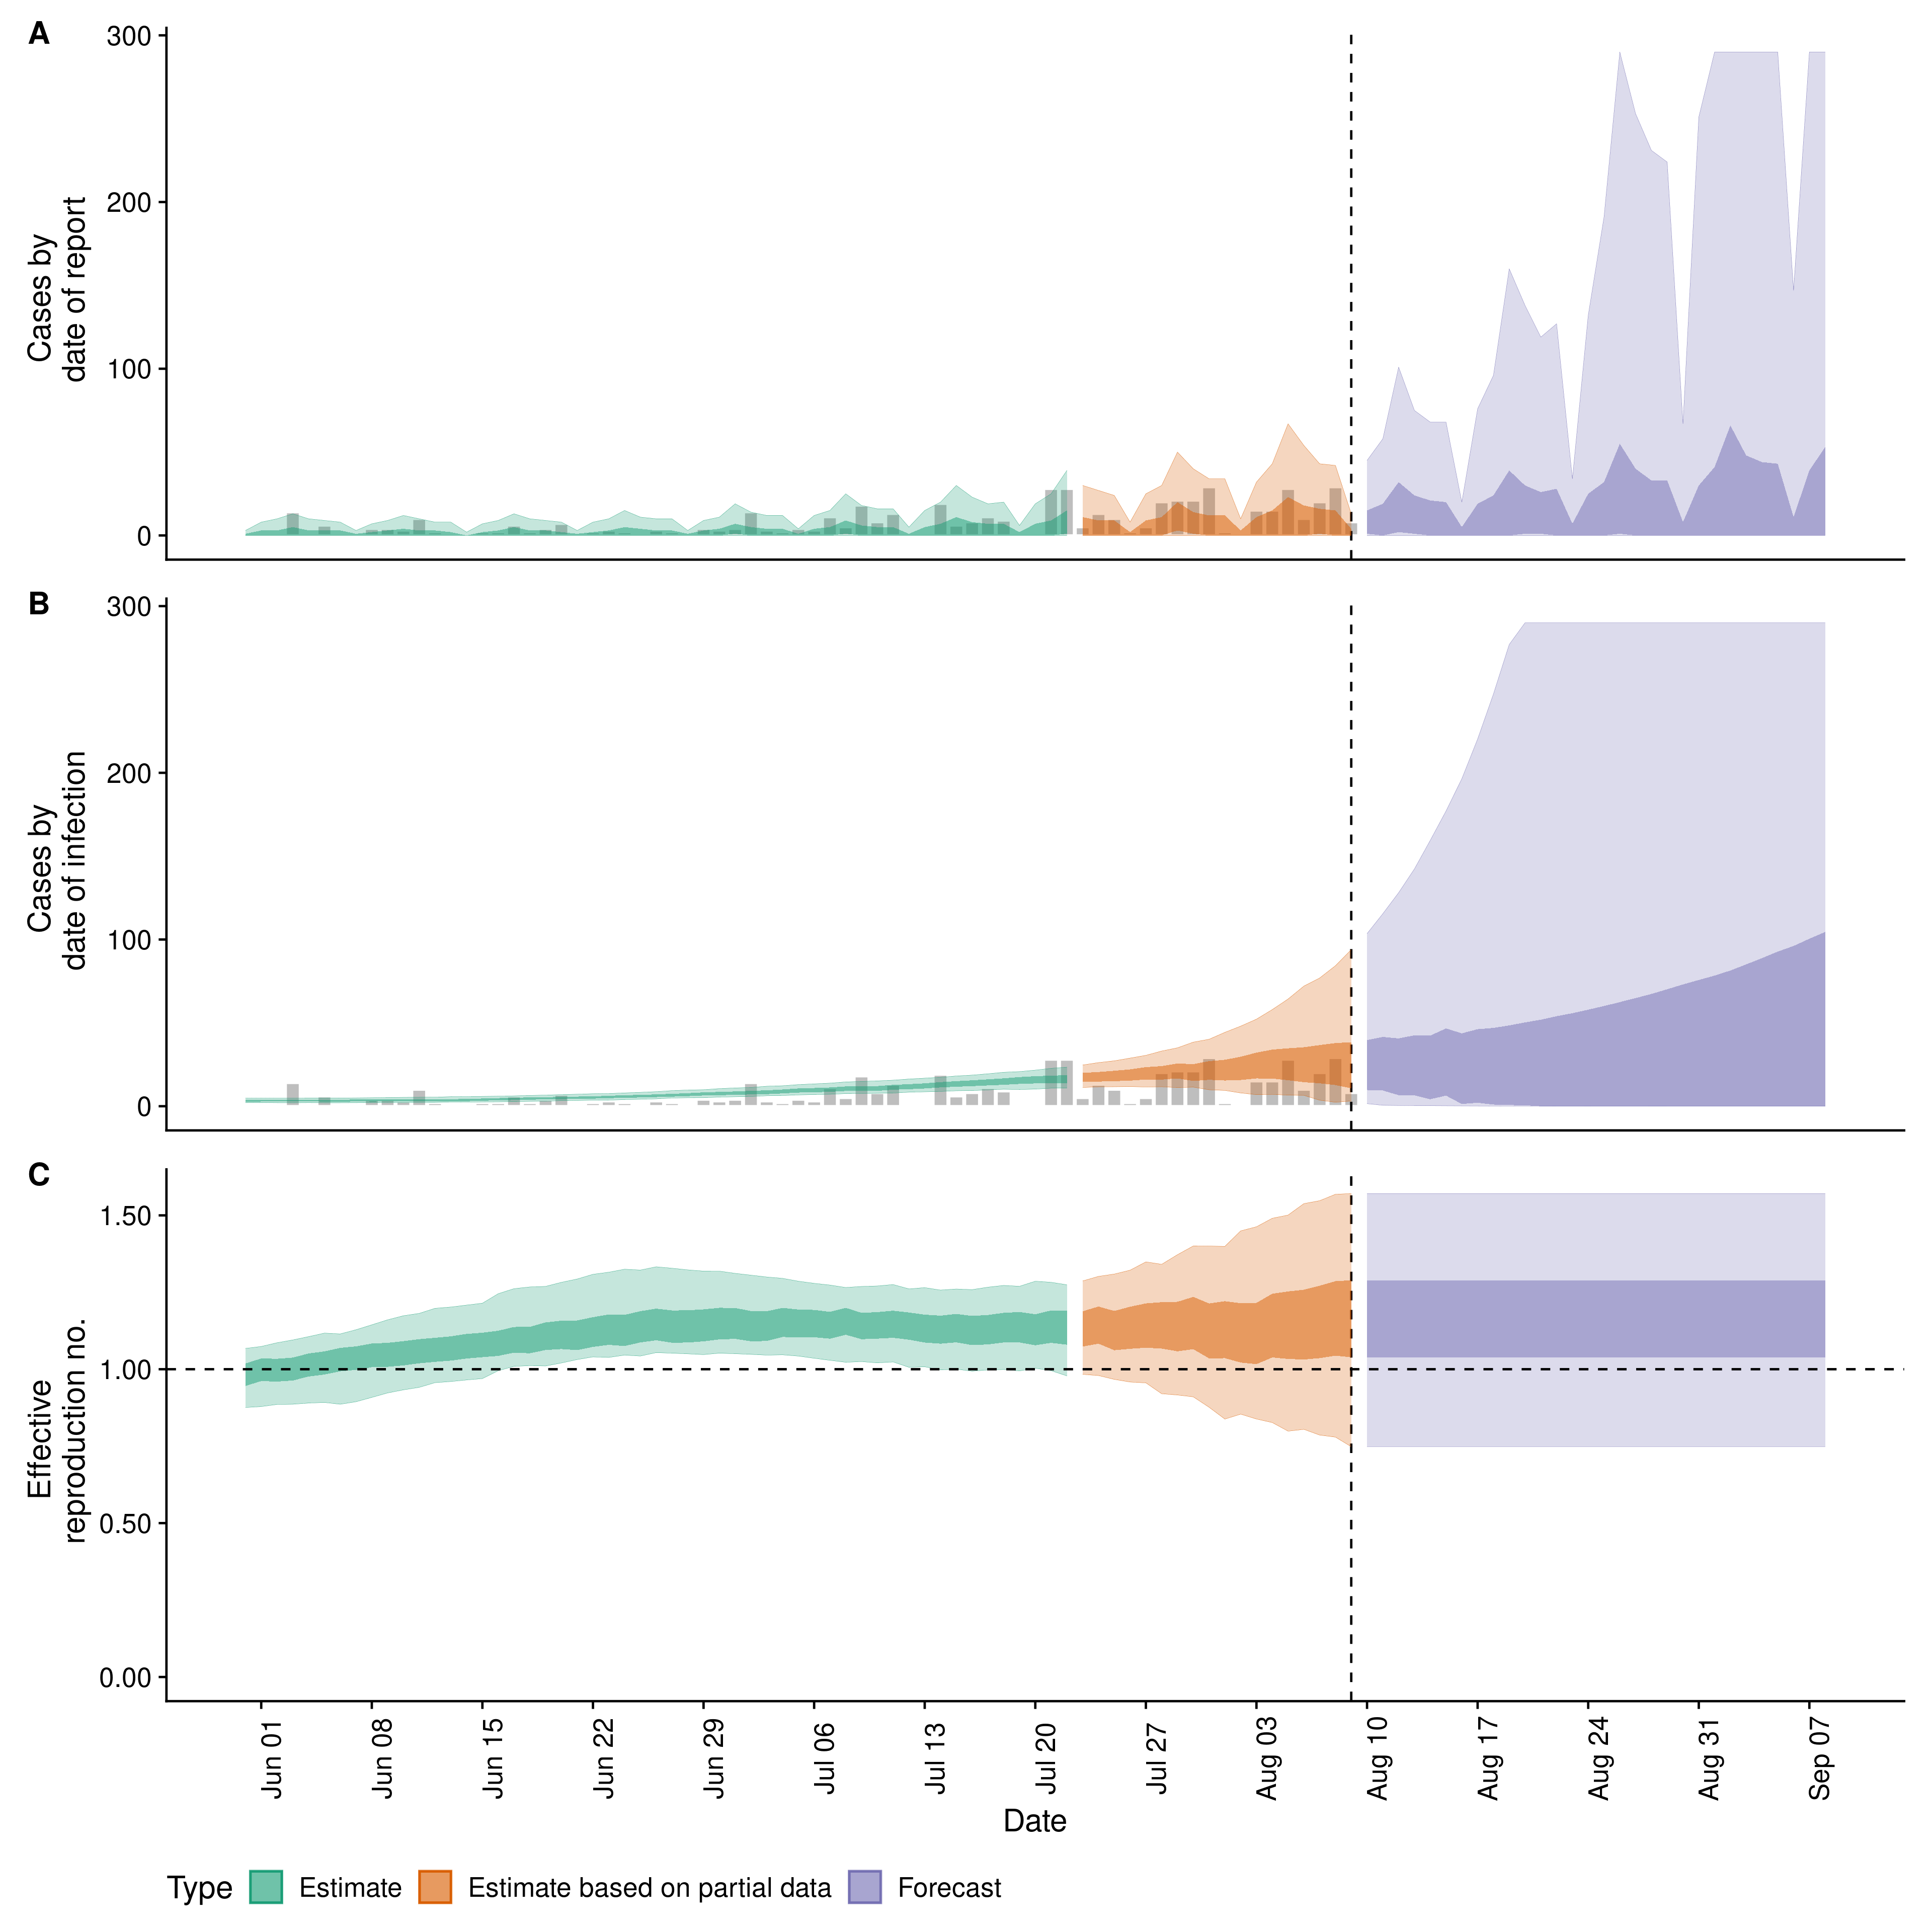 A
300
200
100
0
Cases by
date of report
B
300
200
100
0
Cases by
date of infection
C
1.50
1.00
0.50
0.00
Effective
reproduction no.
Jun 01
Jun 08
Jun 15
Jun 22
Jun 29
Jul 06
Jul 13
Jul 20
Jul 27
Aug 03
Aug 10
Aug 17
Aug 24
Aug 31
Sep 07
Date
Type Estimate Estimate based on partial data Forecast